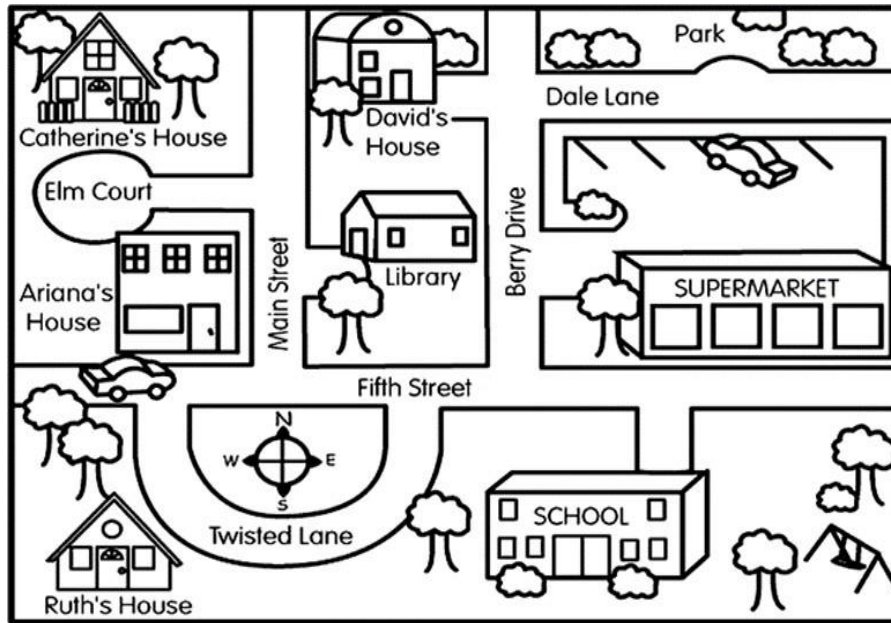 Park
Dale Lane
David's
House
Catherine's House
Elm Court
Berry Drive
Main Street
Library
Ariana's
House
SUPERMARKET
Fifth Street
N
W
E
S
Twisted Lane
SCHOOL
Ruth's House